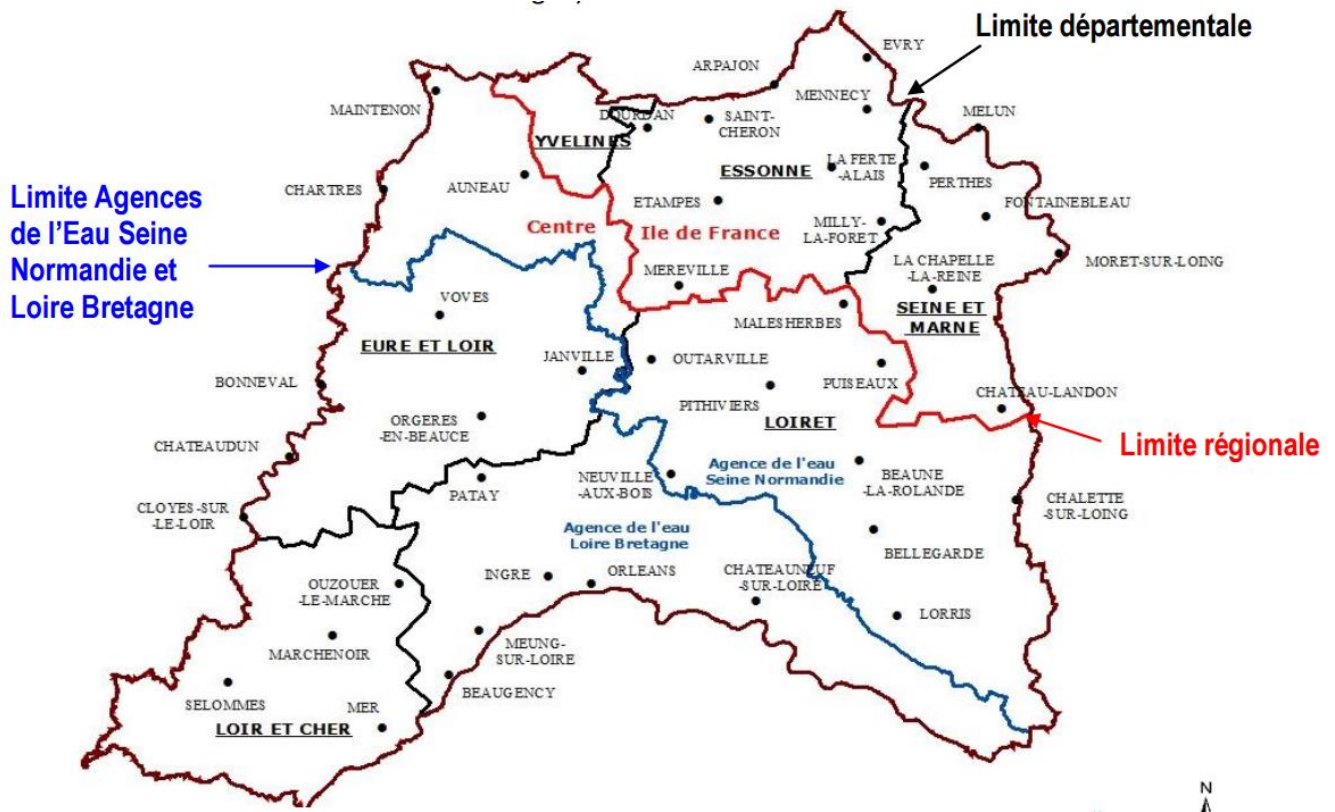 Limite départementale
EVRY
ARPAJON
MAINTENON
MENNECY
MELUN
DOURDAN
SAINT-
CHERON
YVELINES
ESSONNE
LA FERTE
-ALAIS
PERTHES
Limite Agences
de l'Eau Seine
Normandie et
Loire Bretagne
CHARTRES
AUNEAU
ETAMPES
FONTAINEBLEAU
Centre
Ile de France
MILLY-
LA-FORET
MEREVILLE
LA CHAPELLE
-LA-REINE
MORET-SUR-LOING
VOVES
MALESHERBES
SEINE ET
MARNE
EURE ET LOIR
JANVILLE
OUTARVILLE
BONNEVAL
PUISEAUX
PITHIVIERS
CHATEAU-LANDON
ORGERES
-EN-BEAUCE
LOIRET
Limite régionale
CHATEAUDUN
PATAY
NEUVILLE
-AUX-BOIS
Agence de l'eau
Seine Normandie
BEAUNE
-LA-ROLANDE
CLOYES-SUR
-LE-LOIR
CHALETTE
-SUR-LOING
Agence de l'eau
Loire Bretagne
BELLEGARDE
OUZOUER
-LE-MARCHE
INGRE
ORLEANS
CHATEAUNEUF
-SUR-LOIRE
LORRIS
MARCHENOIR
MEUNG-
SUR-LOIRE
SELOMMES
MER
BEAUGENCY
LOIR ET CHER
N